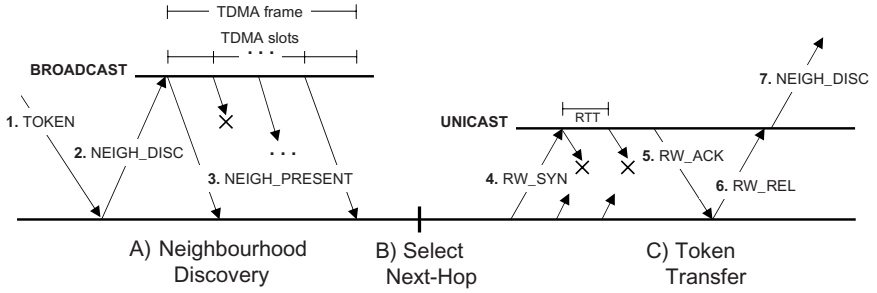 TDMA frame
TDMA slots
. . .
BROADCAST
1. TOKEN
2. NEIGH_DISC
. . .
3. NEIGH_PRESENT
UNICAST
RTT
7. NEIGH_DISC
4. RW_SYN
5. RW_ACK
6. RW_REL
A) Neighbourhood
Discovery
B) Select
Next-Hop
C) Token
Transfer